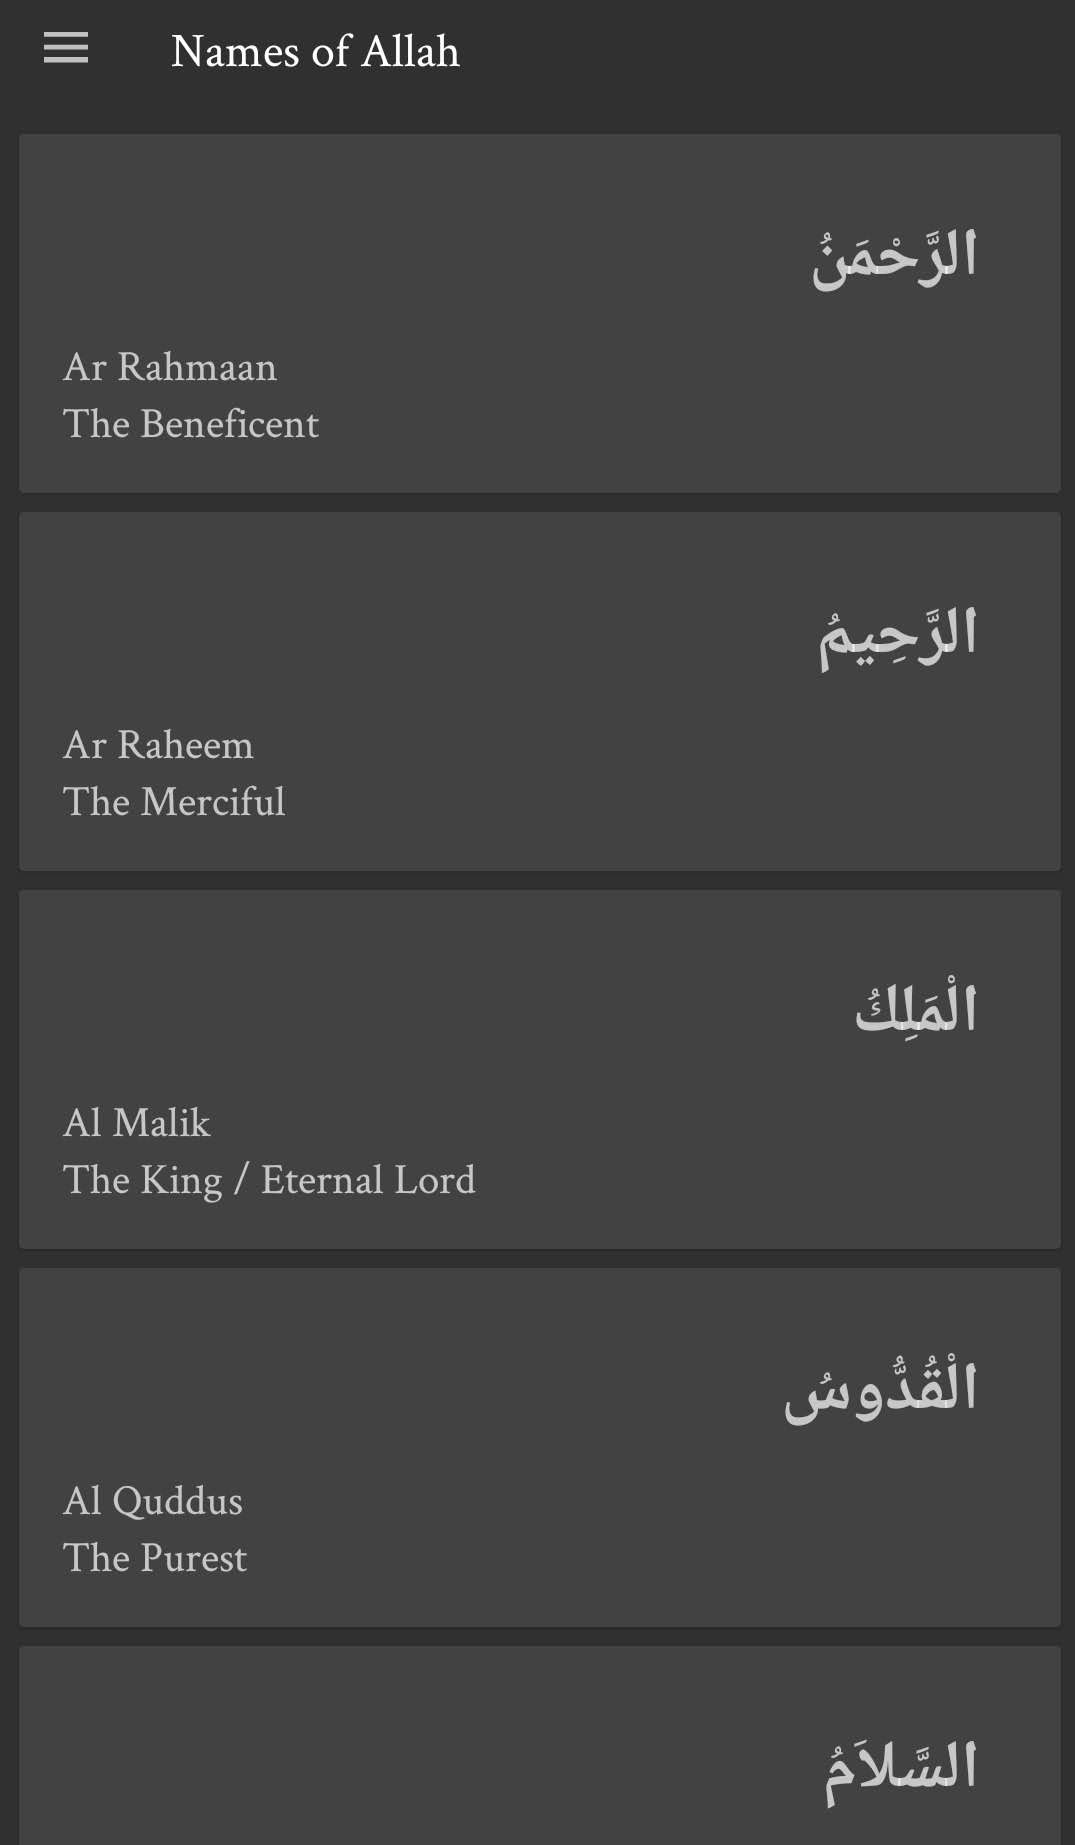 Names of Allah
الرَّحْمَنُ
Ar Rahmaan
The Beneficent
الرَّحِيمُ
Ar Raheem
The Merciful
الْمَلِكُ
Al Malik
The King / Eternal Lord
الْقُدُّوسُ
Al Quddus
The Purest
السَّلاَمُ